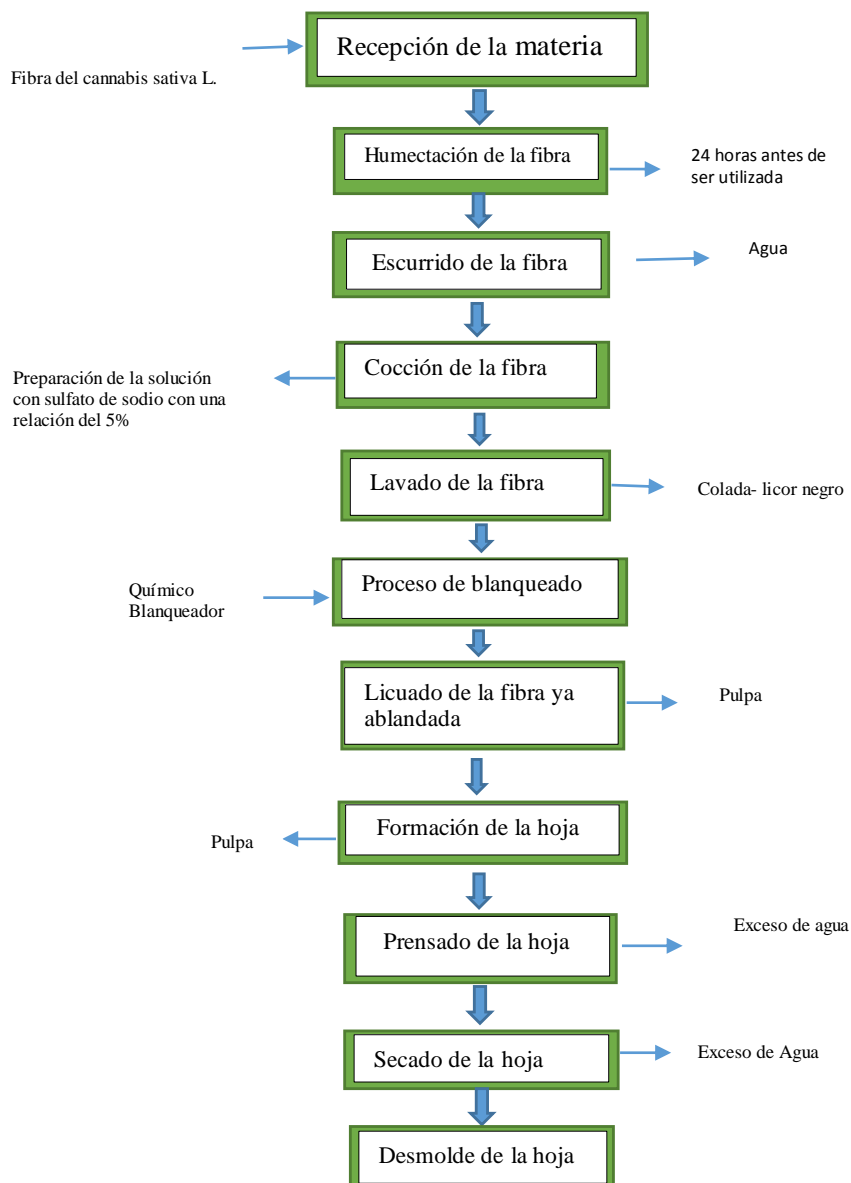 Recepción de la materia
Fibra del cannabis sativa L.
Humectación de la fibra
24 horas antes de
ser utilizada
Escurrido de la fibra
Agua
Cocción de la fibra
Preparación de la solución
con sulfato de sodio con una
relación del 5%
Lavado de la fibra
Colada- licor negro
Proceso de blanqueado
Químico
Blanqueador
Licuado de la fibra ya
ablandada
Pulpa
Formación de la hoja
Pulpa
Prensado de la hoja
Exceso de agua
Secado de la hoja
Exceso de Agua
Desmolde de la hoja